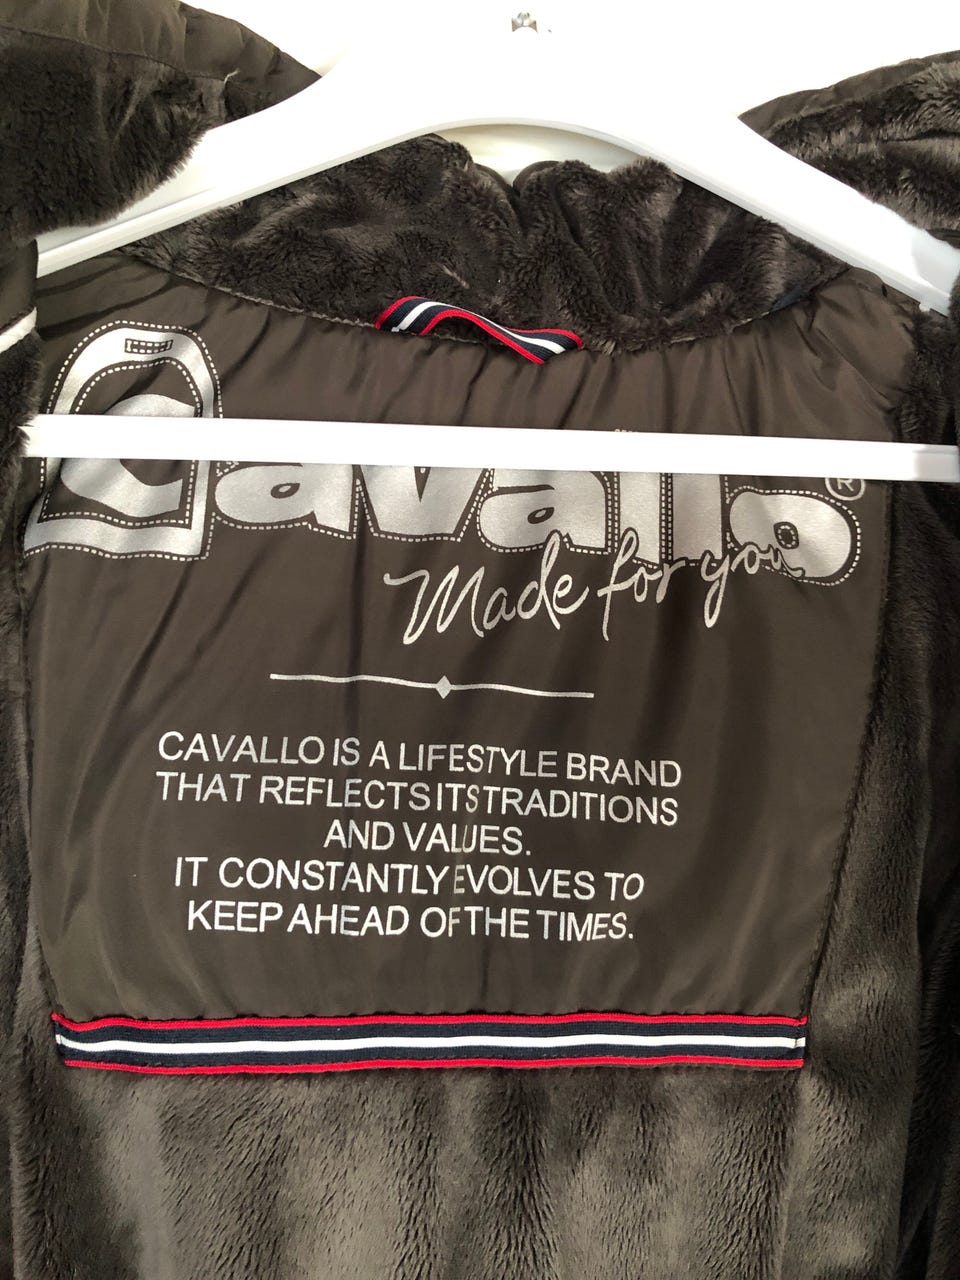 Cavallo®
Made for you
CAVALLO IS A LIFESTYLE BRAND
THAT REFLECTS ITS TRADITIONS
AND VALUES.
IT CONSTANTLY EVOLVES TO
KEEP AHEAD OF THE TIMES.